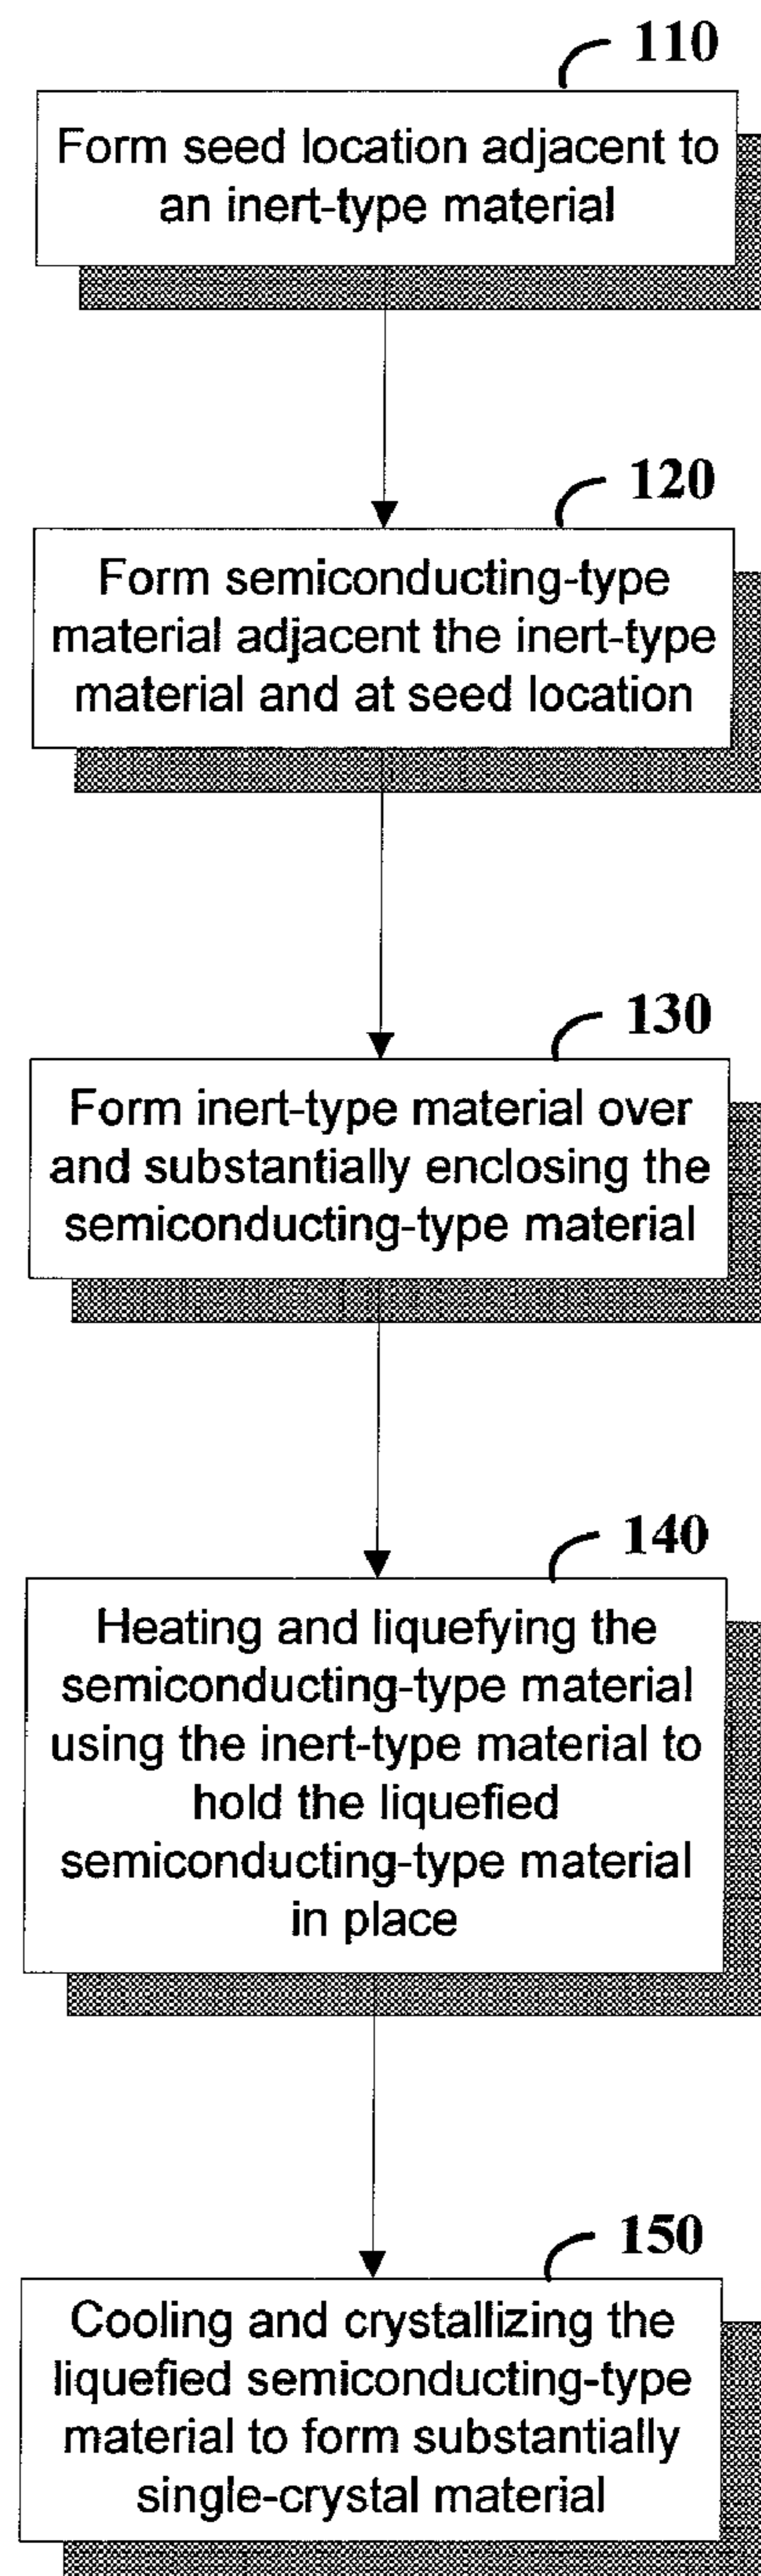 110
Form seed location adjacent to
an inert-type material
120
Form semiconducting-type
material adjacent the inert-type
material and at seed location
130
Form inert-type material over
and substantially enclosing the
semiconducting-type material
140
Heating and liquefying the
semiconducting-type material
using the inert-type material to
hold the liquefied
semiconducting-type material
in place
150
Cooling and crystallizing the
liquefied semiconducting-type
material to form substantially
single-crystal material